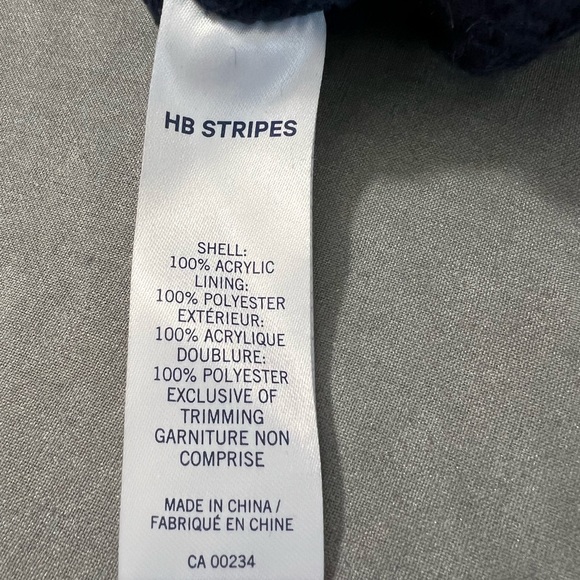 HB STRIPES
SHELL:
100% ACRYLIC
LINING:
100% POLYESTER
EXTÉRIEUR:
100% ACRYLIQUE
DOUBLURE:
100% POLYESTER
EXCLUSIVE OF
TRIMMING
GARNITURE NON
COMPRISE
MADE IN CHINA /
FABRIQUÉ EN CHINE
CA 00234